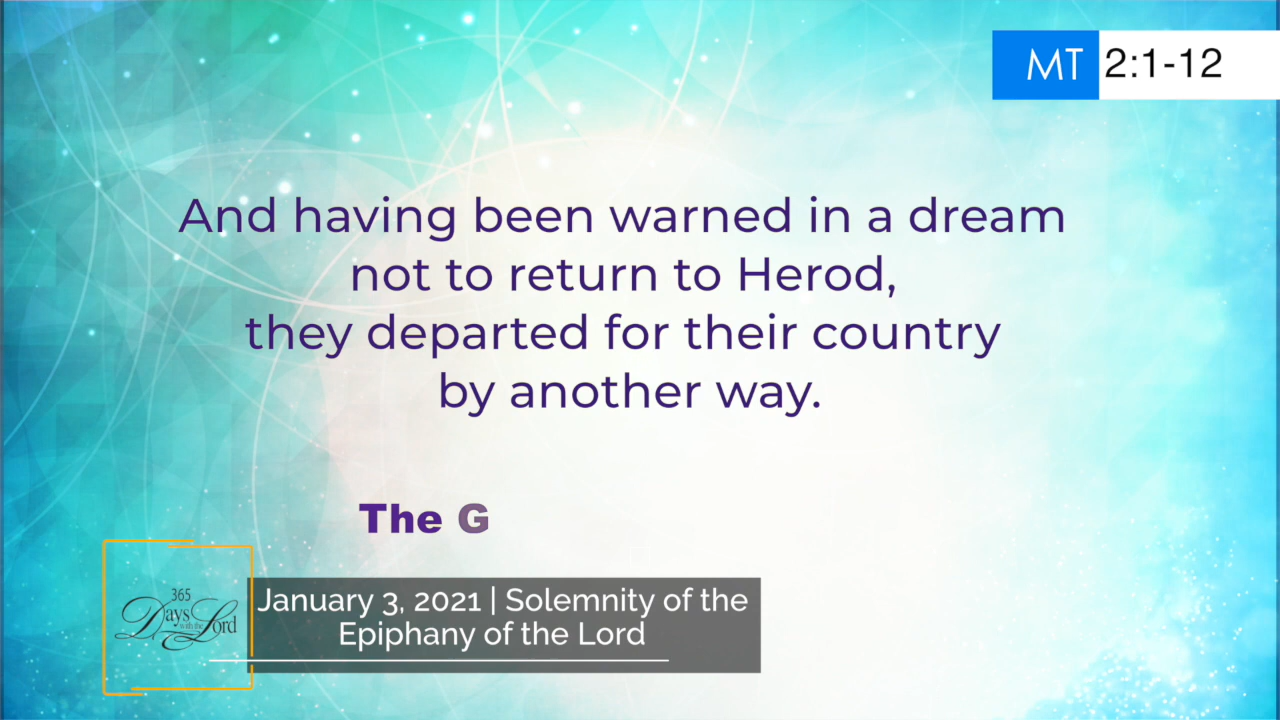 MT 2:1-12
And having been warned in a dream
not to return to Herod,
they departed for their country
by another way.
The G
365
Days with the Lord
January 3, 2021 | Solemnity of the
Epiphany of the Lord